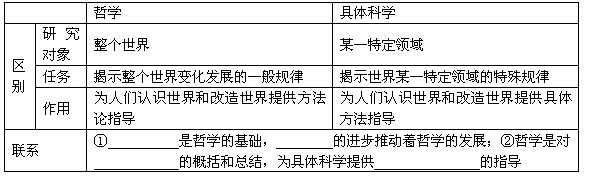 哲学 具体科学
区别 研究对象 整个世界 某一特定领域
任务 揭示整个世界变化发展的一般规律 揭示世界某一特定领域的特殊规律
作用 为人们认识世界和改造世界提供方法论指导 为人们认识世界和改造世界提供具体方法指导
联系 ①__________是哲学的基础，_______的进步推动着哲学的发展；②哲学是对
__________的概括和总结，为具体科学提供____________的指导